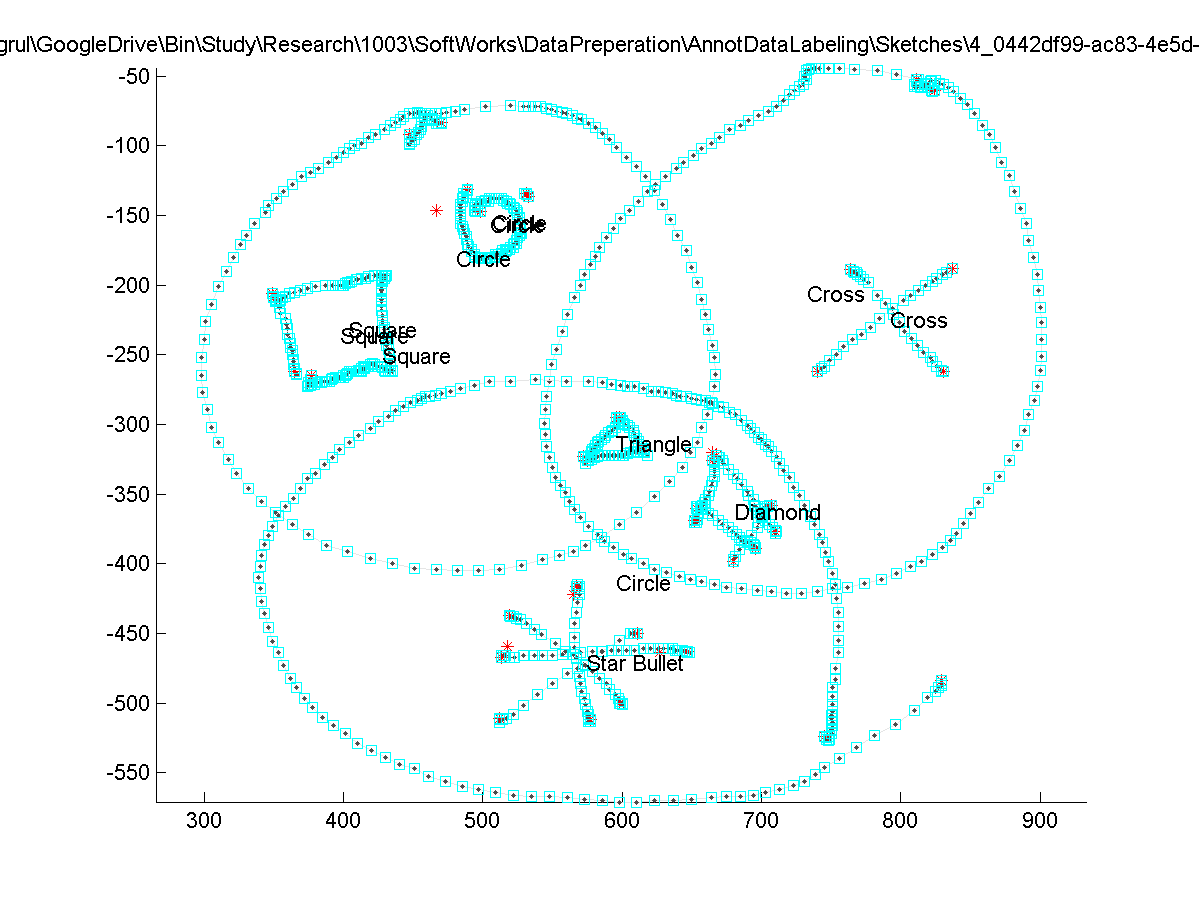 grul\GoogleDrive\Bin\Study\Research\1003\SoftWorks\DataPreperation\AnnotDataLabeling\Sketches\4_0442df99-ac83-4e5d-
-50
-100
-150
-200
-250
-300
-350
-400
-450
-500
-550
Circle
Circle
Circle
Cross
Cross
Square
Square
Square
Triangle
Diamond
Circle
Star Bullet
300 400 500 600 700 800 900